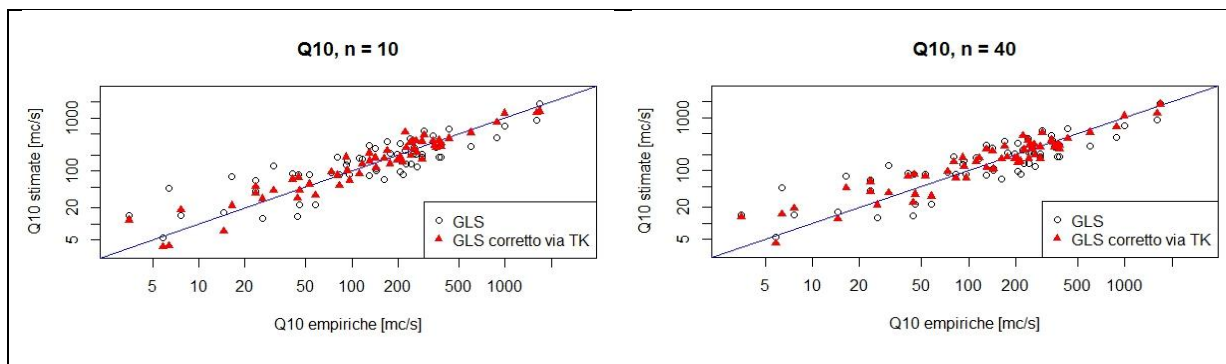 Q10, n = 10
Q10 stimate [mc/s]
1000
100
20
5
GLS
GLS corretto via TK
5 10 20 50 100 200 500 1000
Q10 empiriche [mc/s]
Q10, n = 40
Q10 stimate [mc/s]
1000
100
20
5
GLS
GLS corretto via TK
5 10 20 50 100 200 500 1000
Q10 empiriche [mc/s]